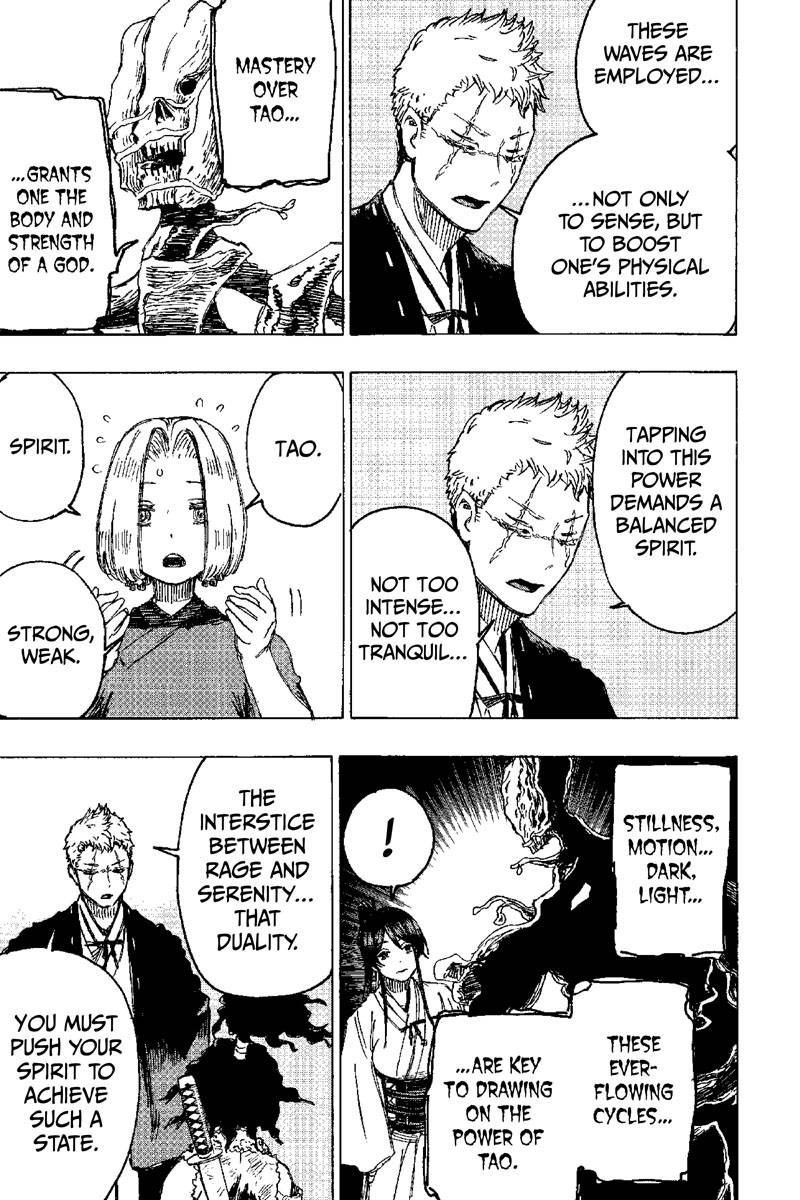 THESE
WAVES ARE
EMPLOYED...
...NOT ONLY
TO SENSE, BUT
TO BOOST
ONE'S PHYSICAL
ABILITIES.
MASTERY
OVER
TAO...
...GRANTS
ONE THE
BODY AND
STRENGTH
OF A GOD.
TAPPING
INTO THIS
POWER
DEMANDS A
BALANCED
SPIRIT.
NOT TOO
INTENSE...
NOT TOO
TRANQUIL...
TAO.
SPIRIT.
STRONG,
WEAK.
STILLNESS,
MOTION...
DARK,
LIGHT...
!
THESE
EVER-
FLOWING
CYCLES...
...ARE KEY
TO DRAWING
ON THE
POWER OF
TAO.
THE
INTERSTICE
BETWEEN
RAGE AND
SERENITY...
THAT
DUALITY.
YOU MUST
PUSH YOUR
SPIRIT TO
ACHIEVE
SUCH A
STATE.